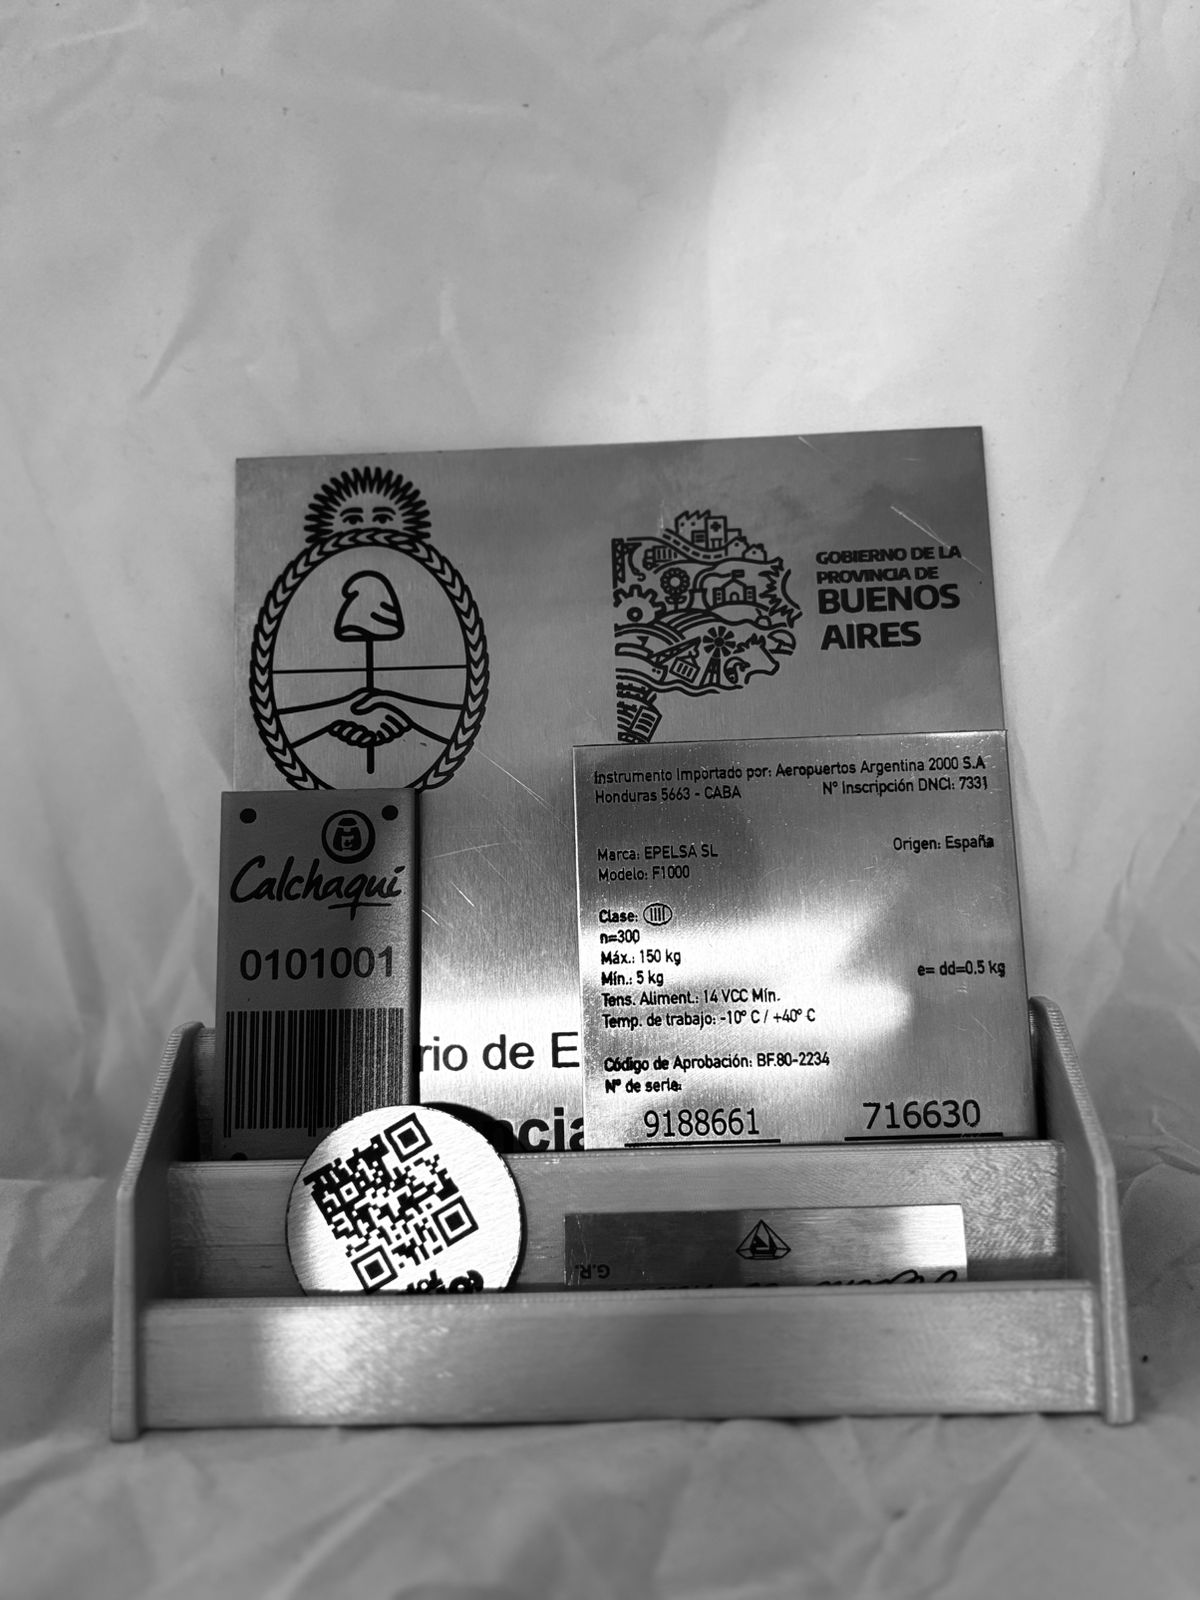 GOBIERNO DE LA
PROVINCIA DE
BUENOS
AIRES
Instrumento Importado por: Aeropuertos Argentina 2000 S.A
Honduras 5663 - CABA
N° Inscripción DNCI: 7331
Marca: EPELSA SL
Origen: España
Modelo: F1000
Clase: IIII
n=300
Máx.: 150 kg
Mín.: 5 kg
e= dd=0.5 kg
Tens. Aliment.: 14 VCC Mín.
Temp. de trabajo: -10° C / +40° C
Código de Aprobación: BF.80-2234
N° de serie:
9188661
716630
Calchaqui
0101001
rio de E
ncia
G.R.